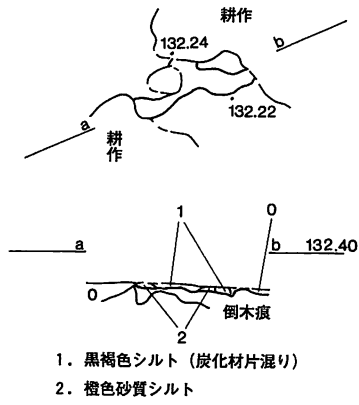 耕作
b
132.24
132.22
a
耕作
1
0
a
b 132.40
0
倒木痕
2
1. 黒褐色シルト（炭化材片混り）
2. 橙色砂質シルト